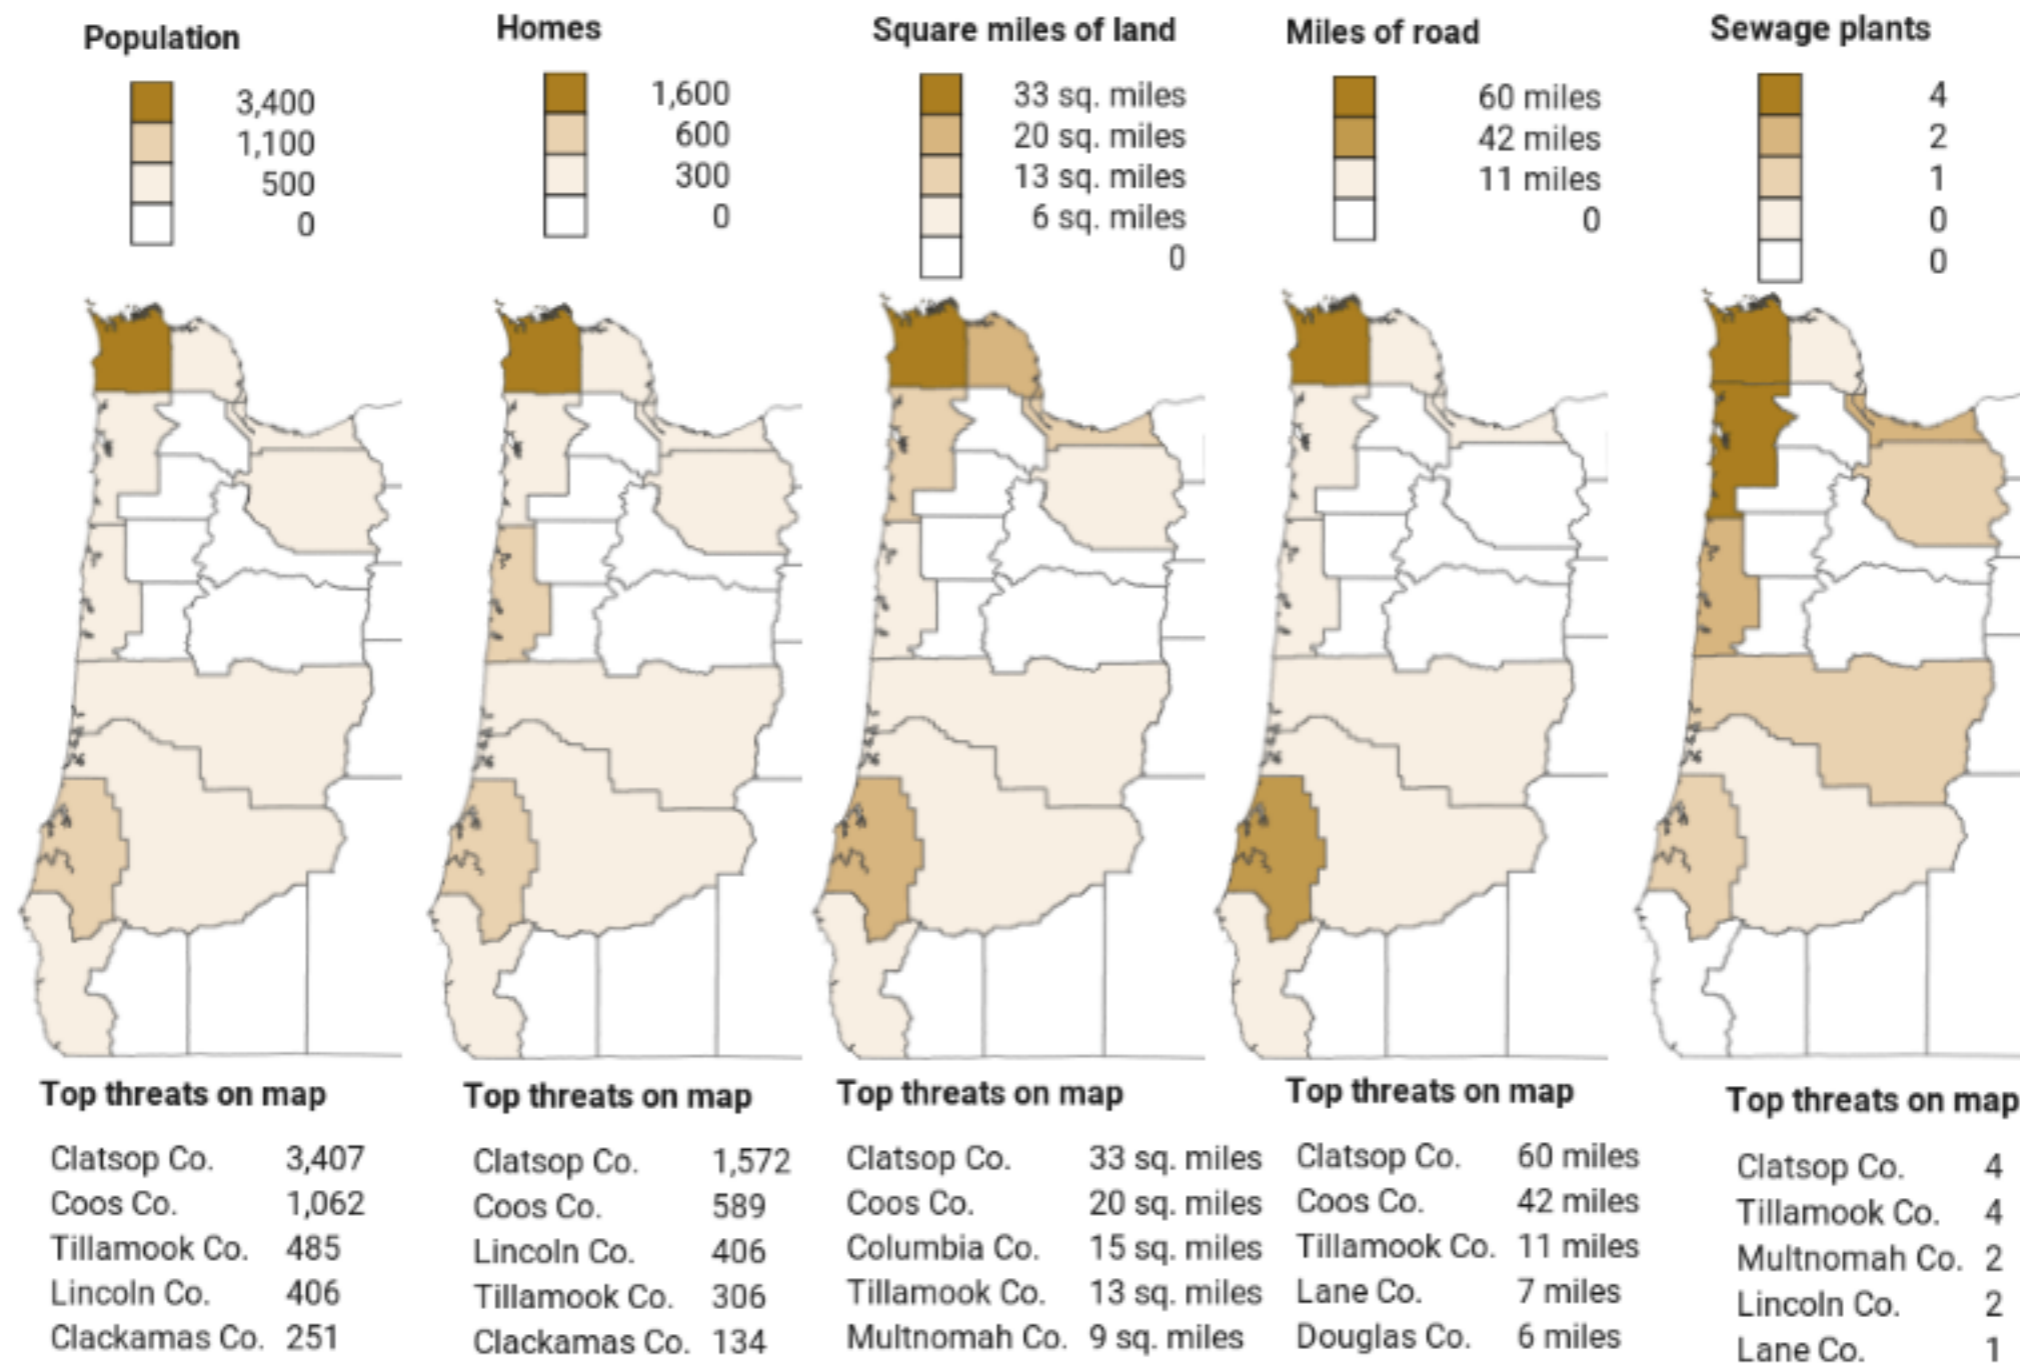 Population
3,400
1,100
500
0
Homes
1,600
600
300
0
Square miles of land
33 sq. miles
20 sq. miles
13 sq. miles
6 sq. miles
0
Miles of road
60 miles
42 miles
11 miles
0
Sewage plants
4
2
1
0
0
Top threats on map
Clatsop Co. 3,407
Coos Co. 1,062
Tillamook Co. 485
Lincoln Co. 406
Clackamas Co. 251
Top threats on map
Clatsop Co. 1,572
Coos Co. 589
Lincoln Co. 406
Tillamook Co. 306
Clackamas Co. 134
Top threats on map
Clatsop Co. 33 sq. miles
Coos Co. 20 sq. miles
Columbia Co. 15 sq. miles
Tillamook Co. 13 sq. miles
Multnomah Co. 9 sq. miles
Top threats on map
Clatsop Co. 60 miles
Coos Co. 42 miles
Tillamook Co. 11 miles
Lane Co. 7 miles
Douglas Co. 6 miles
Top threats on map
Clatsop Co. 4
Tillamook Co. 4
Multnomah Co. 2
Lincoln Co. 2
Lane Co. 1